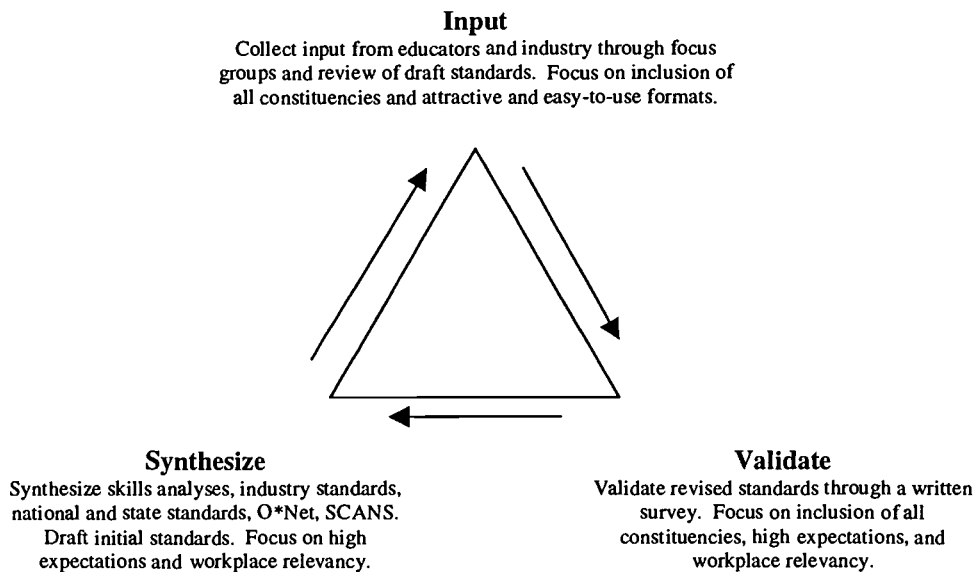 Input
Collect input from educators and industry through focus
groups and review of draft standards. Focus on inclusion of
all constituencies and attractive and easy-to-use formats.
Synthesize
Synthesize skills analyses, industry standards,
national and state standards, O*Net, SCANS.
Draft initial standards. Focus on high
expectations and workplace relevancy.
Validate
Validate revised standards through a written
survey. Focus on inclusion of all
constituencies, high expectations, and
workplace relevancy.